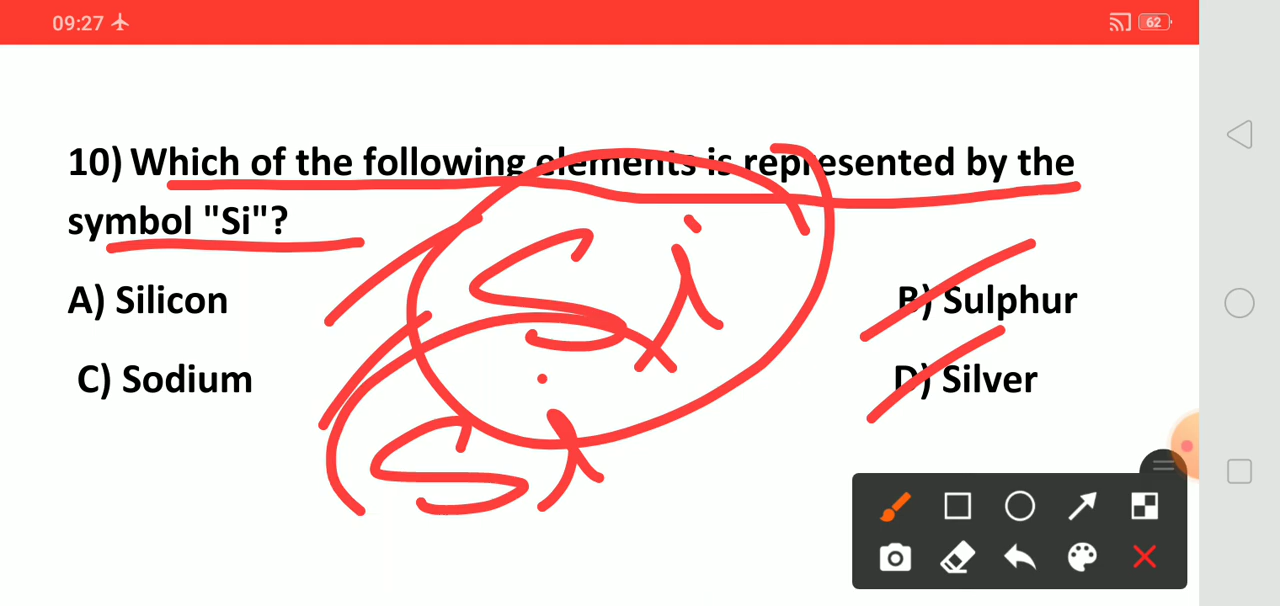 09:27
62
10) Which of the following elements is represented by the
symbol "Si"?
A) Silicon
B) Sulphur
C) Sodium
D) Silver
Si
Si